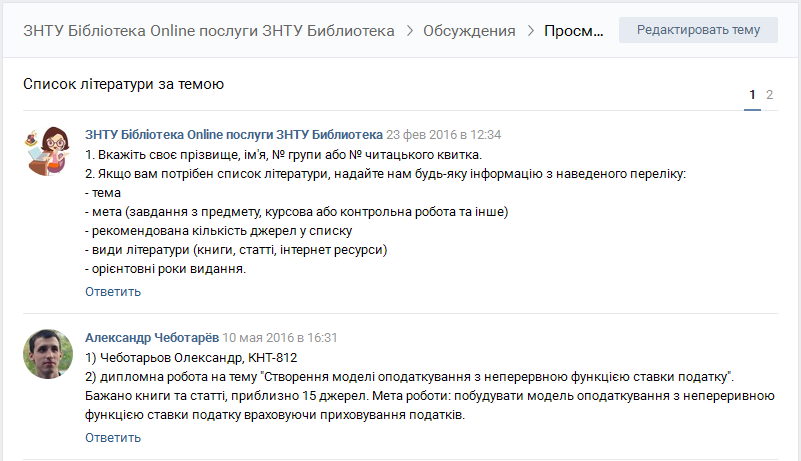 ЗНТУ Бібліотека Online послуги ЗНТУ Библиотека > Обсуждения > Просм... Редактировать тему
Список літератури за темою
1 2
ЗНТУ Бібліотека Online послуги ЗНТУ Библиотека 23 фев 2016 в 12:34
1. Вкажіть своє прізвище, ім'я, № групи або № читацького квитка.
2. Якщо вам потрібен список літератури, надайте нам будь-яку інформацію з наведеного переліку:
- тема
- мета (завдання з предмету, курсова або контрольна робота та інше)
- рекомендована кількість джерел у списку
- види літератури (книги, статті, інтернет ресурси)
- орієнтовні роки видання.
Ответить
Александр Чеботарёв 10 мая 2016 в 16:31
1) Чеботарьов Олександр, КНТ-812
2) дипломна робота на тему "Створення моделі оподаткування з неперервною функцією ставки податку".
Бажано книги та статті, приблизно 15 джерел. Мета роботи: побудувати модель оподаткування з непереривною
функцією ставки податку враховуючи приховування податків.
Ответить